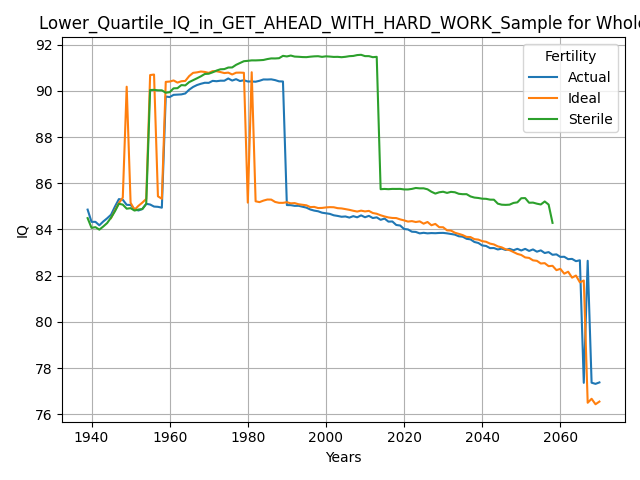 Lower_Quartile_IQ_in_GET_AHEAD_WITH_HARD_WORK_Sample for Whole
92
90
88
86
84
82
80
78
76
IQ
Fertility
Actual
Ideal
Sterile
1940 1960 1980 2000 2020 2040 2060
Years